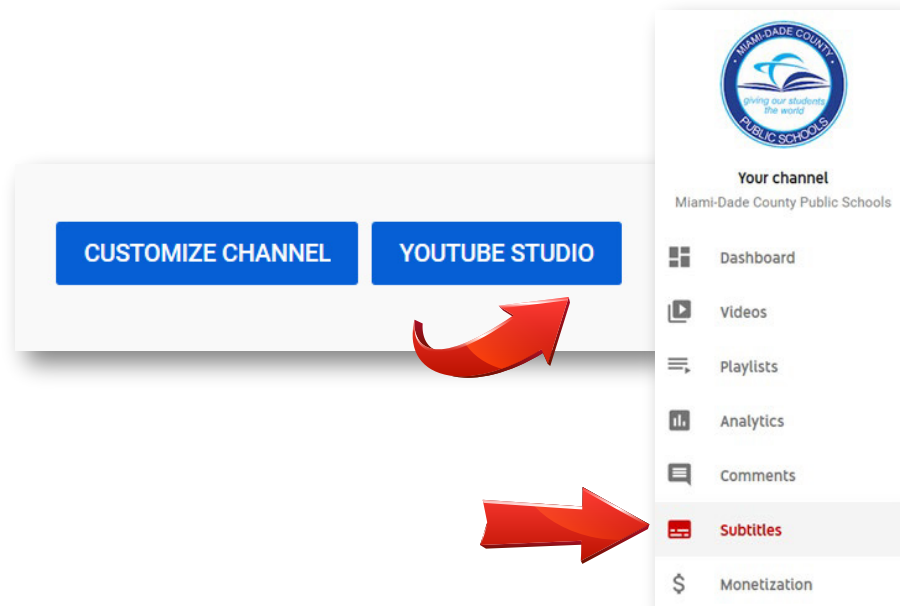 CUSTOMIZE CHANNEL
YOUTUBE STUDIO
MIAMI-DADE COUNTY
giving our students
the world
PUBLIC SCHOOLS
Your channel
Miami-Dade County Public Schools
Dashboard
Videos
Playlists
Analytics
Comments
Subtitles
$ Monetization